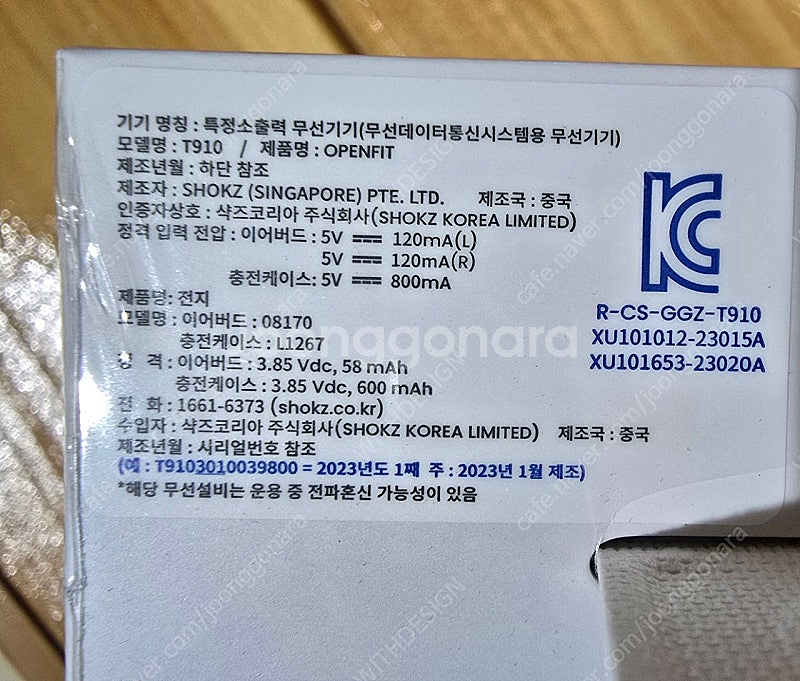 기기 명칭 : 특정소출력 무선기기(무선데이터통신시스템용 무선기기)
모델명 : T910 / 제품명 : OPENFIT
제조년월 : 하단 참조
제조자 : SHOKZ (SINGAPORE) PTE. LTD. 제조국 : 중국
인증자상호 : 샥즈코리아 주식회사(SHOKZ KOREA LIMITED)
정격 입력 전압 : 이어버드 : 5V 120mA(L)
5V 120mA(R)
충전케이스: 5V 800mA
제품명: 전지
모델명 : 이어버드 : 08170
충전케이스 : L1267
격 : 이어버드 : 3.85 Vdc, 58 mAh
충전케이스 : 3.85 Vdc, 600 mAh
전 화 : 1661-6373 (shokz.co.kr)
수입자 : 샥즈코리아 주식회사(SHOKZ KOREA LIMITED) 제조국 : 중국
제조년월 : 시리얼번호 참조
(예 : T9103010039800 = 2023년도 1째 주 : 2023년 1월 제조)
*해당 무선설비는 운용 중 전파혼신 가능성이 있음
R-CS-GGZ-T910
XU101012-23015A
XU101653-23020A
nagonara
cafe.naver.com/joonggonara
WITHDESIGN